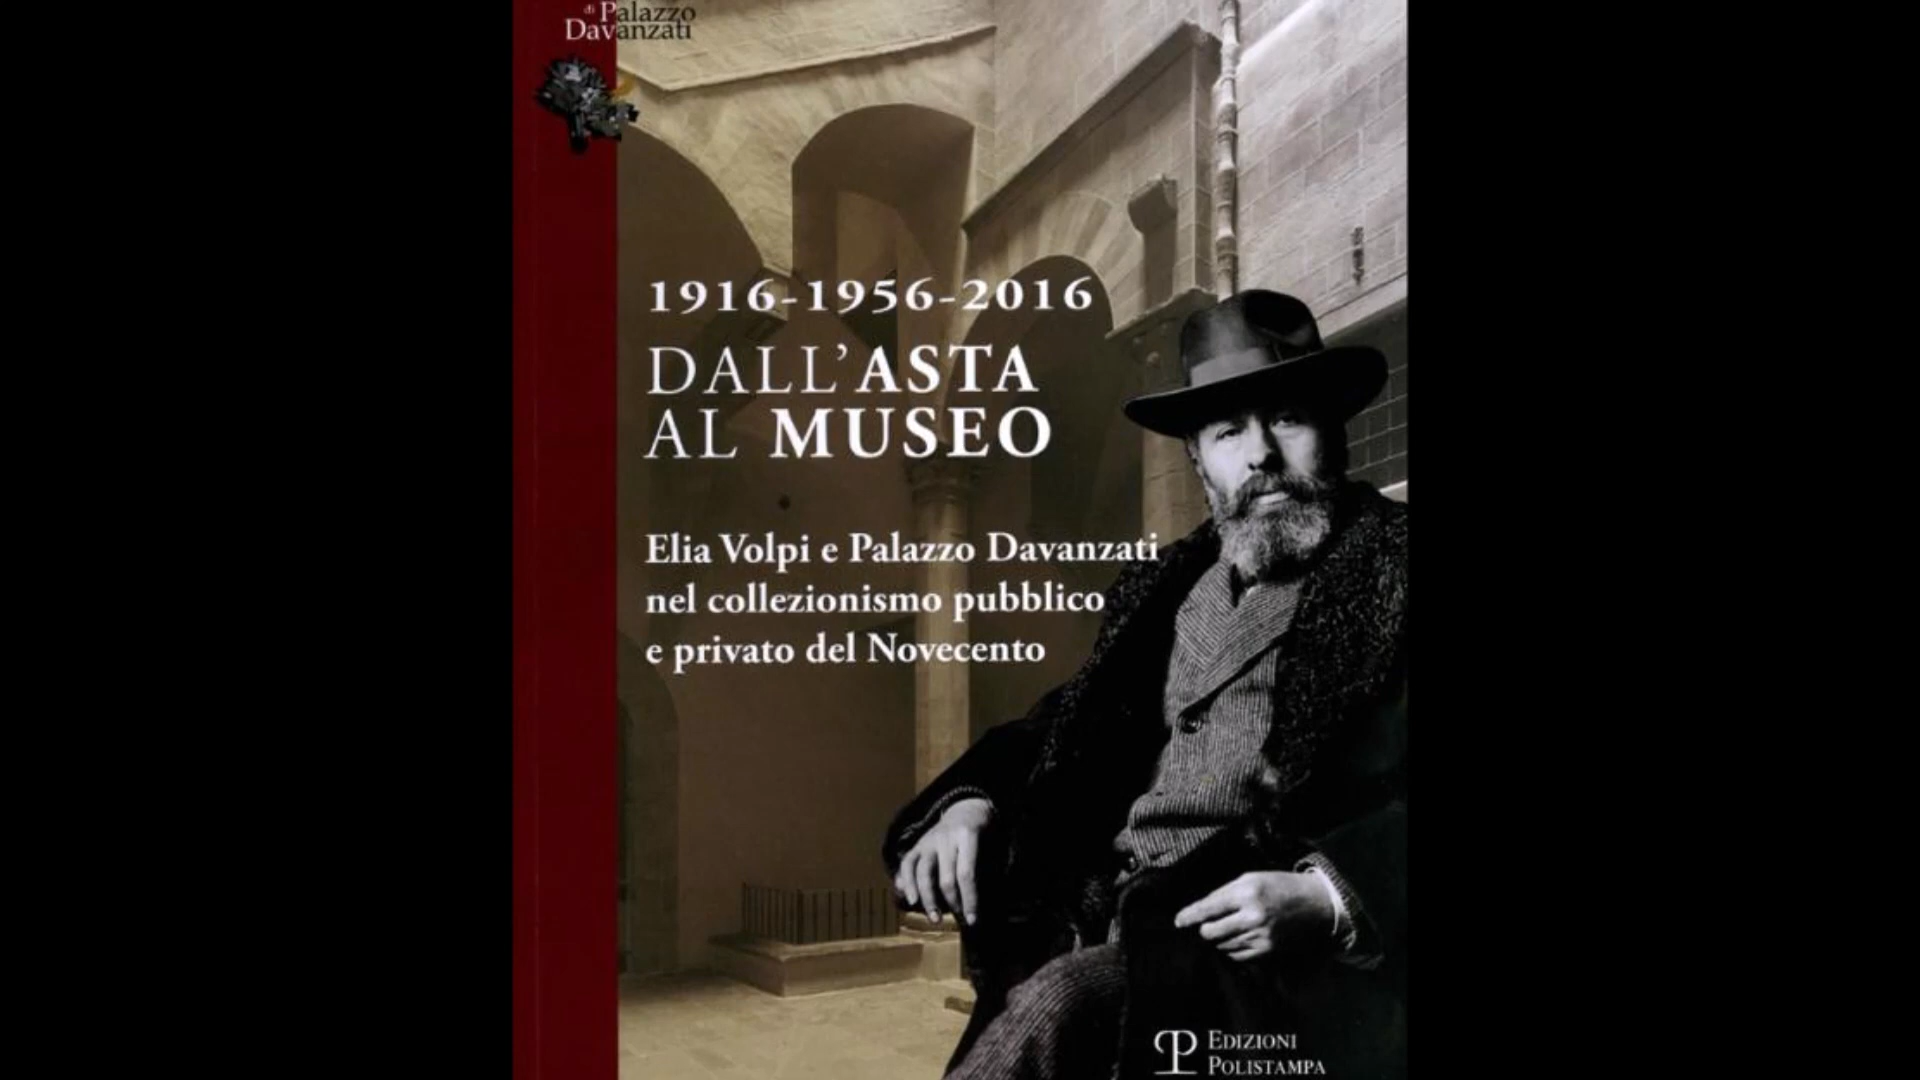 di Palazzo
Davanzati
1916-1956-2016
DALL'ASTA
AL MUSEO
Elia Volpi e Palazzo Davanzati
nel collezionismo pubblico
e privato del Novecento
EDIZIONI
POLISTAMPA